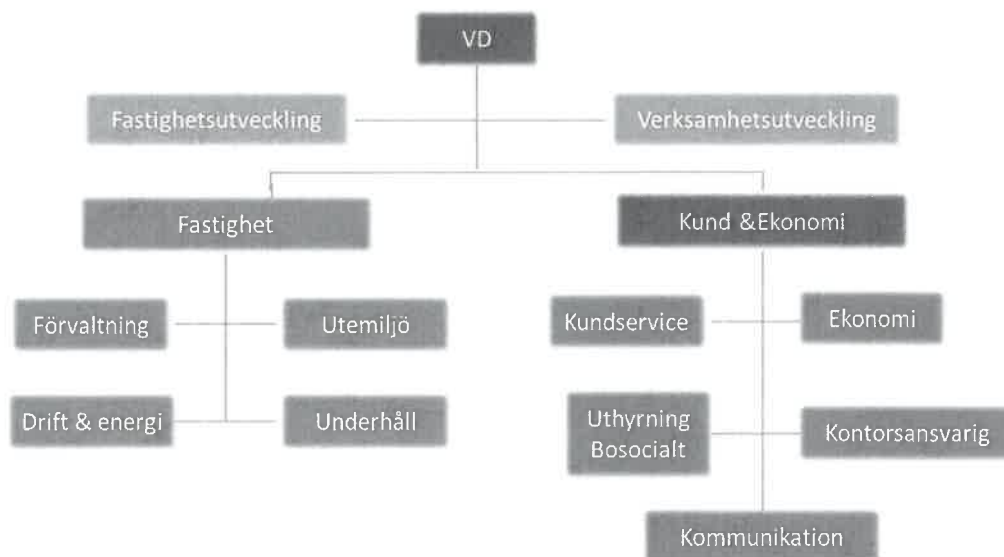 VD
Fastighetsutveckling
Verksamhetsutveckling
Fastighet
Kund &Ekonomi
Förvaltning
Utemiljö
Kundservice
Ekonomi
Drift & energi
Underhåll
Uthyrning
Bosocialt
Kontorsansvarig
Kommunikation